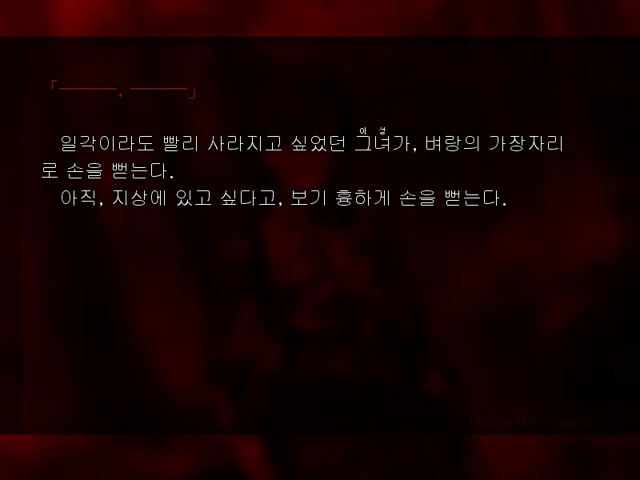 「―――――, ―――――」
일각이라도 빨리 사라지고 싶었던 그녀가, 벼랑의 가장자리
로 손을 뻗는다.
아직, 지상에 있고 싶다고, 보기 흉하게 손을 뻗는다.